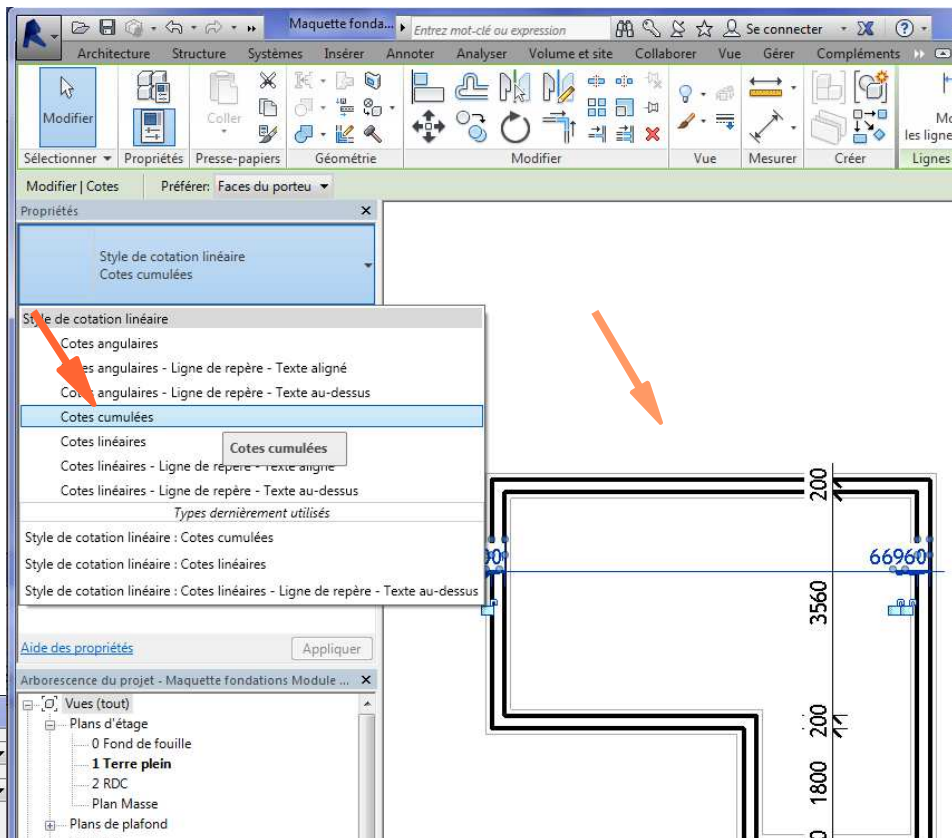 Maquette fonda...
Entrez mot-clé ou expression
Se connecter
Architecture Structure Systèmes Insérer Annoter Analyser Volume et site Collaborer Vue Gérer Compléments
Modifier
Coller
les ligne
Sélectionner Propriétés Presse-papiers Géométrie Modifier Vue Mesurer Créer Lignes
Modifier | Cotes Préférer: Faces du porteu
Propriétés
Style de cotation linéaire
Cotes cumulées
Style de cotation linéaire
Cotes angulaires
Cotes angulaires - Ligne de repère - Texte aligné
Cotes angulaires - Ligne de repère - Texte au-dessus
Cotes cumulées
Cotes linéaires
Cotes cumulées
Cotes linéaires - Ligne de repère - Texte aligné
Cotes linéaires - Ligne de repère - Texte au-dessus
Types dernièrement utilisés
Style de cotation linéaire : Cotes cumulées
Style de cotation linéaire : Cotes linéaires
Style de cotation linéaire : Cotes linéaires - Ligne de repère - Texte au-dessus
200
66960
3560
200
1800
Aide des propriétés
Appliquer
Arborescence du projet - Maquette fondations Module ...
Vues (tout)
Plans d'étage
0 Fond de fouille
1 Terre plein
2 RDC
Plan Masse
Plans de plafond